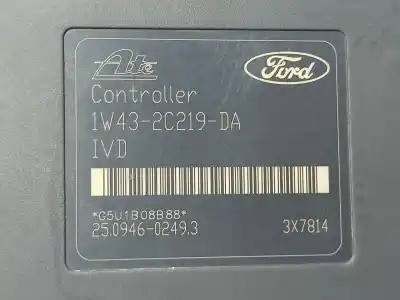 Ate
Ford
Controller
1W43-2C219-DA
IVD
*G5U1B08B88*
25.0946-0249.3
3X7814